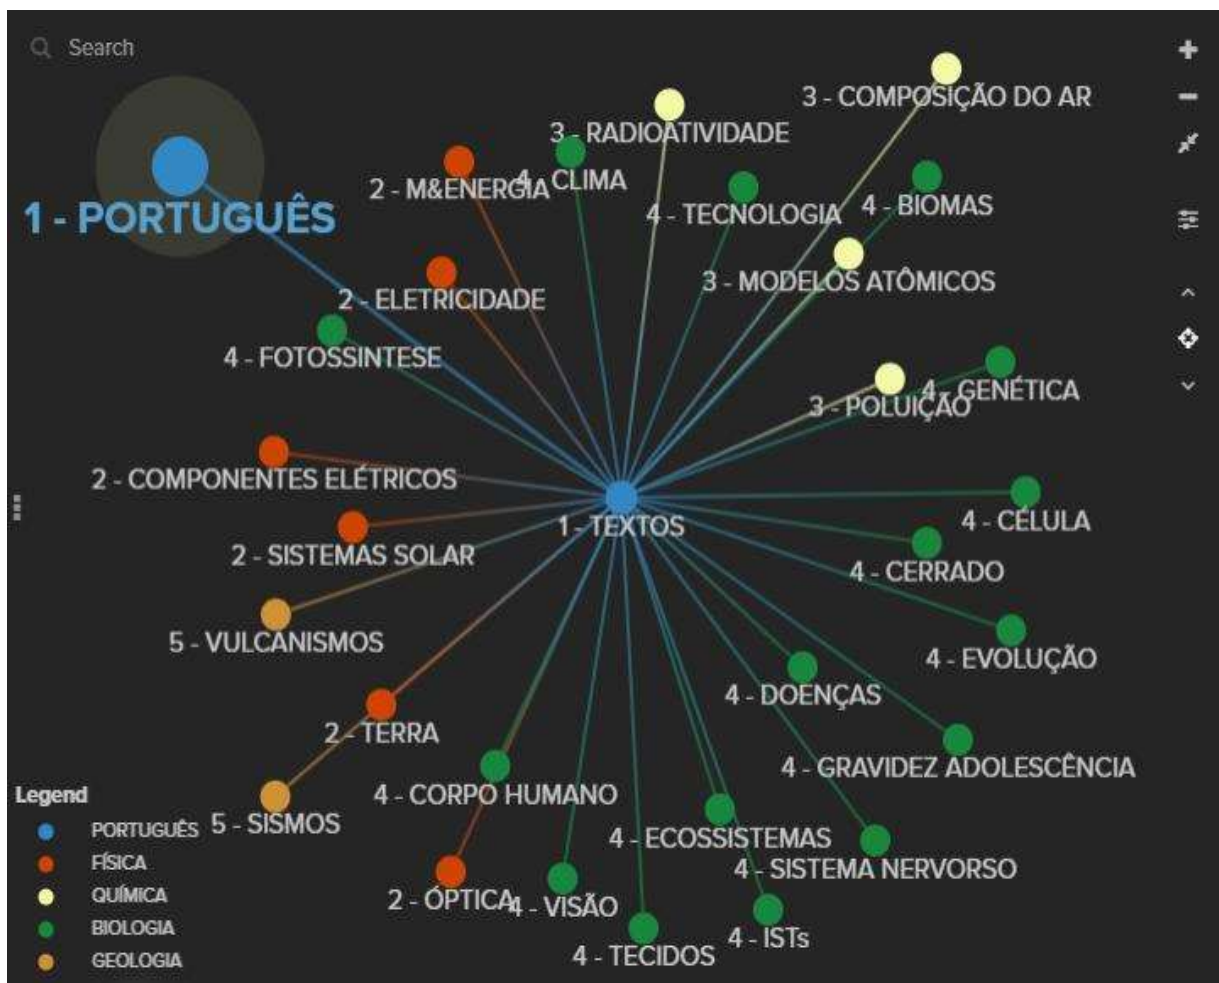 Search
3 - COMPOSIÇÃO DO AR
3 - RADIOATIVIDADE
2 - M&ENERGIA
4 - CLIMA
4 - TECNOLOGIA
4 - BIOMAS
1 - PORTUGUÊS
3 - MODELOS ATÔMICOS
2 - ELETRICIDADE
4 - FOTOSSINTESE
4 - GENÉTICA
3 - POLUIÇÃO
2 - COMPONENTES ELÉTRICOS
1 - TEXTOS
4 - CÉLULA
2 - SISTEMAS SOLAR
4 - CERRADO
5 - VULCANISMOS
4 - EVOLUÇÃO
4 - DOENÇAS
2 - TERRA
4 - GRAVIDEZ ADOLESCÊNCIA
4 - CORPO HUMANO
5 - SISMOS
4 - ECOSSISTEMAS
4 - SISTEMA NERVORSO
2 - ÓPTICA
4 - VISÃO
4 - ISTs
4 - TECIDOS
Legend
PORTUGUÊS
FÍSICA
QUÍMICA
BIOLOGIA
GEOLOGIA